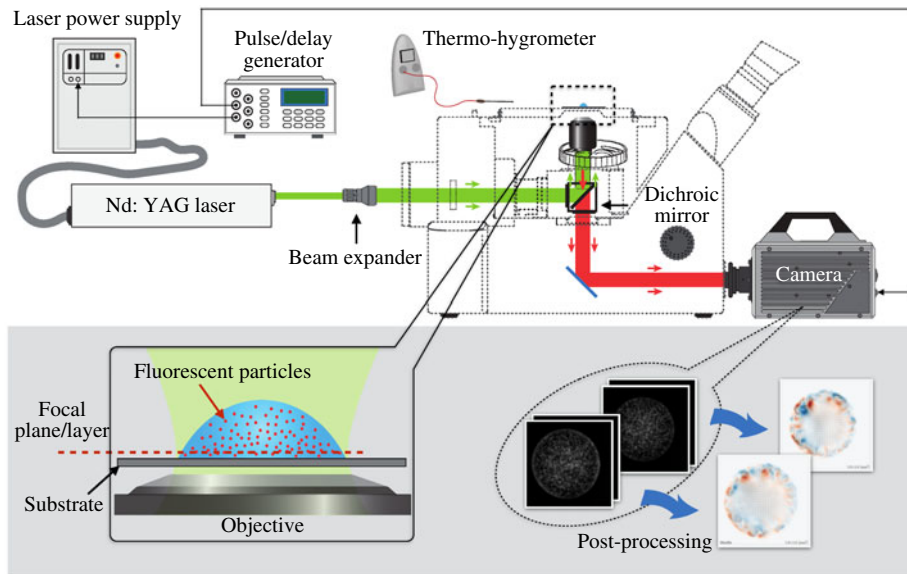 Laser power supply
Pulse/delay
generator
Thermo-hygrometer
Nd: YAG laser
Beam expander
Dichroic
mirror
Camera
Fluorescent particles
Focal
plane/layer
Substrate
Objective
Post-processing